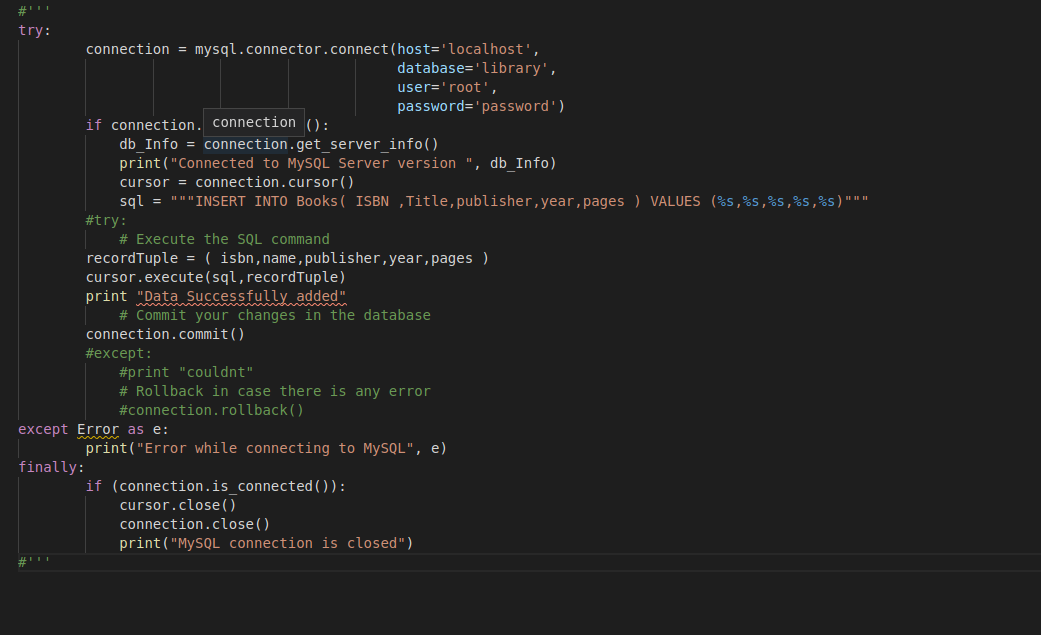 #'''
try:
        connection = mysql.connector.connect(host='localhost',
                                             database='library',
                                             user='root',
                                             password='password')
        if connection. connection ():
            db_Info = connection.get_server_info()
            print("Connected to MySQL Server version ", db_Info)
            cursor = connection.cursor()
            sql = """INSERT INTO Books( ISBN ,Title,publisher,year,pages ) VALUES (%s,%s,%s,%s,%s)"""
        #try:
            # Execute the SQL command
        recordTuple = ( isbn,name,publisher,year,pages )
        cursor.execute(sql,recordTuple)
        print "Data Successfully added"
            # Commit your changes in the database
        connection.commit()
        #except:
            #print "couldnt"
            # Rollback in case there is any error
            #connection.rollback()
except Error as e:
        print("Error while connecting to MySQL", e)
finally:
        if (connection.is_connected()):
            cursor.close()
            connection.close()
            print("MySQL connection is closed")
#'''